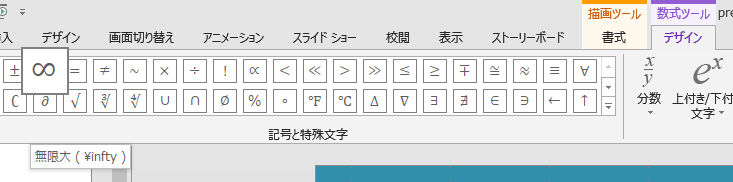 描画ツール 数式ツール
デザイン 画面切り替え アニメーション スライド ショー 校閲 表示 ストーリーボード 書式 デザイン
± ∞ = ≠ ~ × ÷ ! ∝ < ≪ > ≫ ≤ ≥ ∓ ≅ ≈ ≡ ∀
∁ ∂ √ ∛ ∜ ∪ ∩ ∅ % ° °F °C ∆ ∇ ∃ ∄ ∈ ∋ ← ↑
x/y eˣ
分数 上付き/下付
文字
記号と特殊文字
無限大 ( ¥infty )